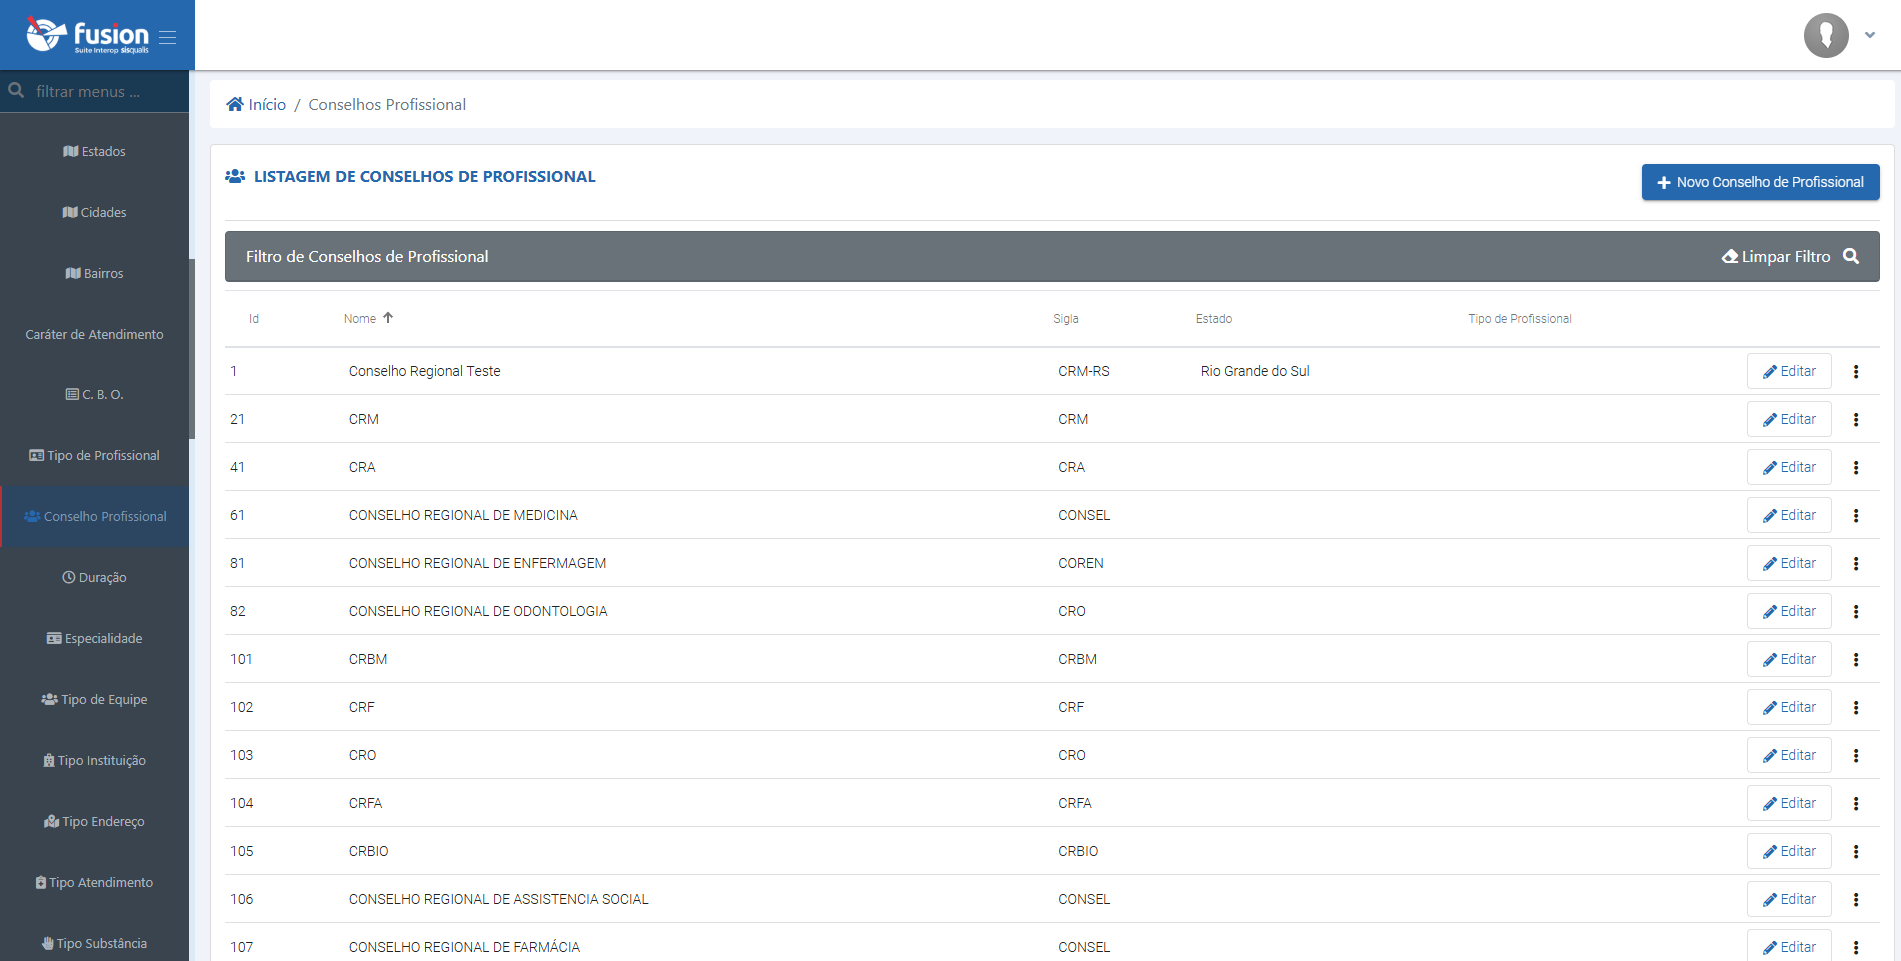 fusion
Suite Interop sisqualis
filtrar menus ...
Estados
Cidades
Bairros
Caráter de Atendimento
C. B. O.
Tipo de Profissional
Conselho Profissional
Duração
Especialidade
Tipo de Equipe
Tipo Instituição
Tipo Endereço
Tipo Atendimento
Tipo Substância
Início / Conselhos Profissional
LISTAGEM DE CONSELHOS DE PROFISSIONAL
Novo Conselho de Profissional
Filtro de Conselhos de Profissional
Limpar Filtro
Id Nome Sigla Estado Tipo de Profissional
1 Conselho Regional Teste CRM-RS Rio Grande do Sul Editar
21 CRM CRM Editar
41 CRA CRA Editar
61 CONSELHO REGIONAL DE MEDICINA CONSEL Editar
81 CONSELHO REGIONAL DE ENFERMAGEM COREN Editar
82 CONSELHO REGIONAL DE ODONTOLOGIA CRO Editar
101 CRBM CRBM Editar
102 CRF CRF Editar
103 CRO CRO Editar
104 CRFA CRFA Editar
105 CRBIO CRBIO Editar
106 CONSELHO REGIONAL DE ASSISTENCIA SOCIAL CONSEL Editar
107 CONSELHO REGIONAL DE FARMÁCIA CONSEL Editar